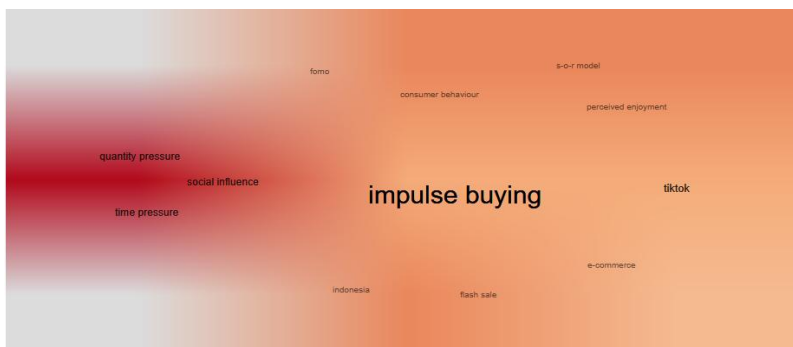 s-o-r model
fomo
consumer behaviour
perceived enjoyment
quantity pressure
social influence
tiktok
impulse buying
time pressure
e-commerce
indonesia
flash sale